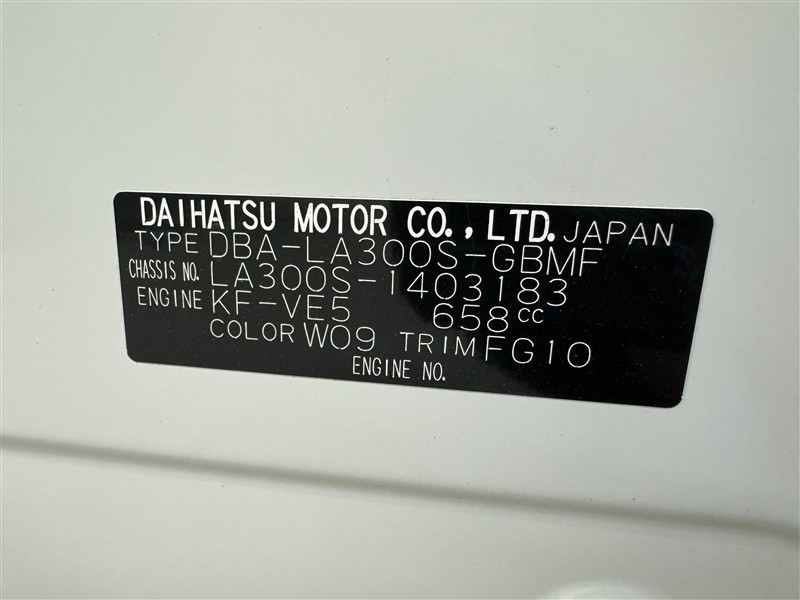 DAIHATSU MOTOR CO., LTD. JAPAN
TYPE DBA-LA300S-GBMF
CHASSIS NO. LA300S-1403183
ENGINE KF-VE5 658cc
COLOR W09 TRIM FG10
ENGINE NO.